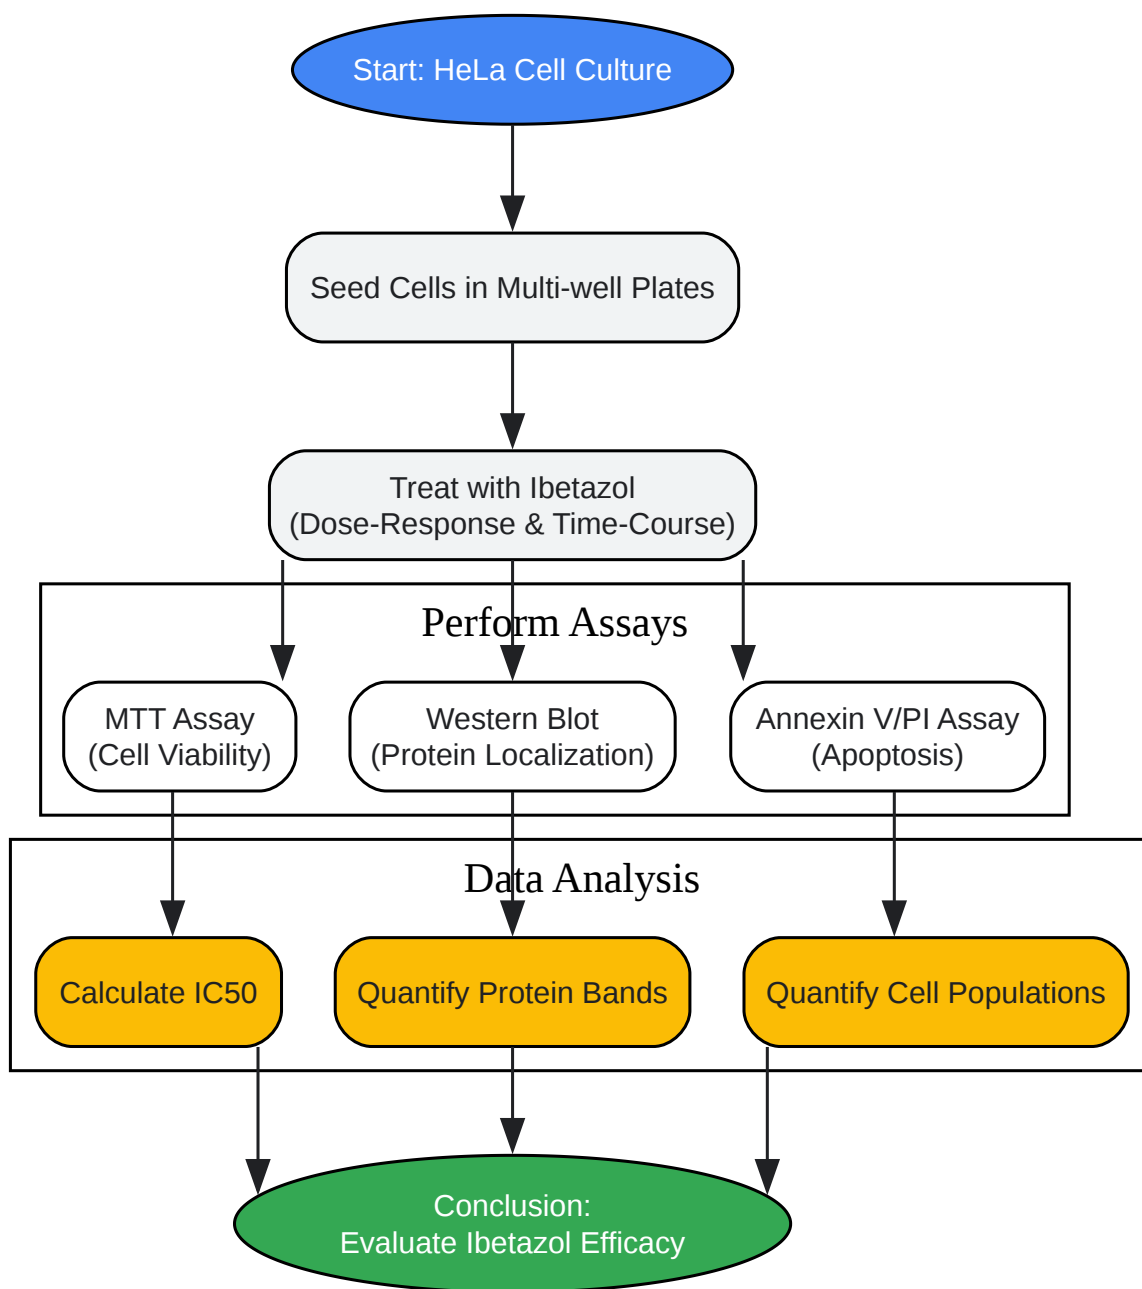 Start: HeLa Cell Culture
Seed Cells in Multi-well Plates
Treat with Ibetazol
(Dose-Response & Time-Course)
Perform Assays
MTT Assay
(Cell Viability)
Western Blot
(Protein Localization)
Annexin V/PI Assay
(Apoptosis)
Data Analysis
Calculate IC50
Quantify Protein Bands
Quantify Cell Populations
Conclusion:
Evaluate Ibetazol Efficacy